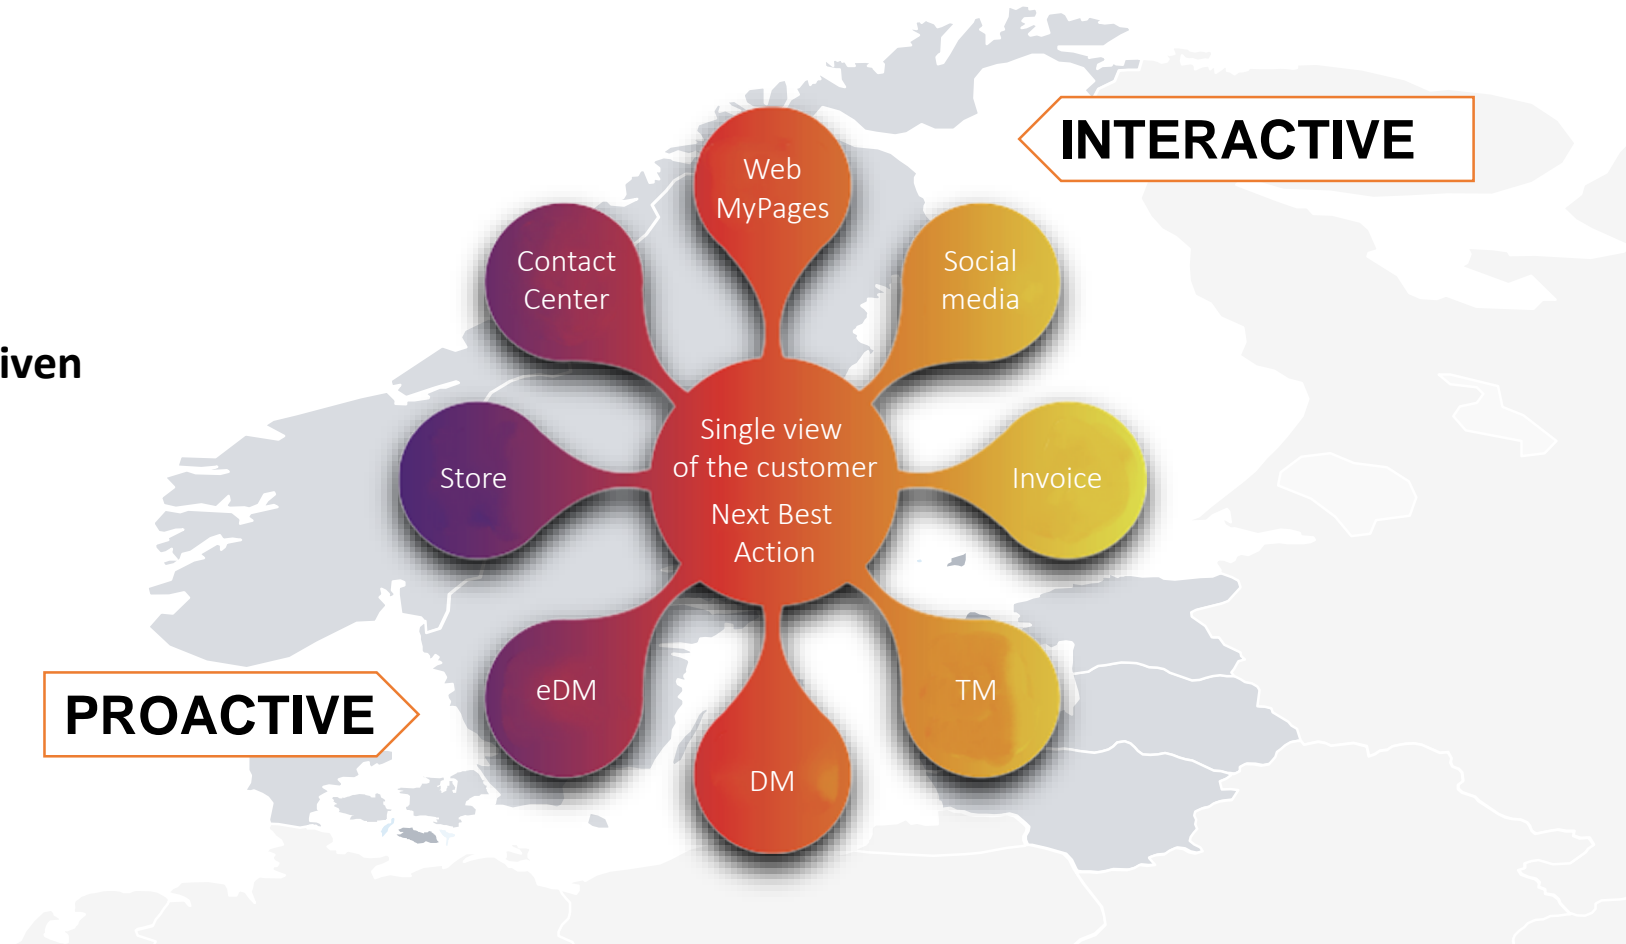 INTERACTIVE
Web
MyPages
Contact
Center
Social
media
iven
Store
Single view
of the customer
Next Best
Action
Invoice
eDM
TM
PROACTIVE
DM